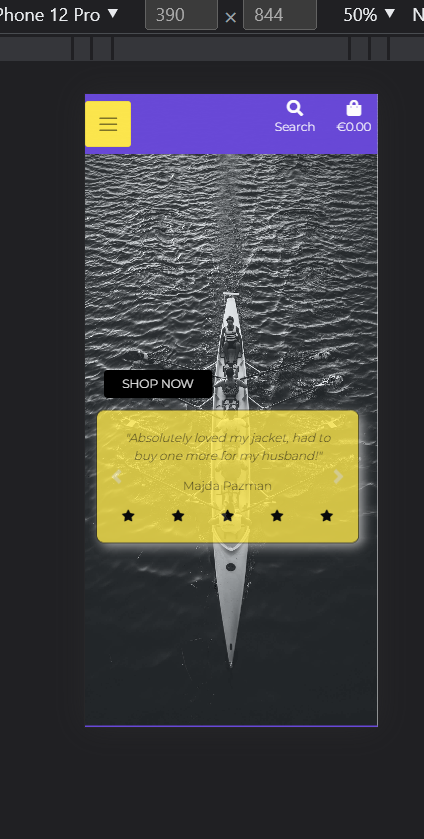 Phone 12 Pro ▼ 390 × 844 50% ▼ N
Search €0.00
SHOP NOW
"Absolutely loved my jacket, had to
buy one more for my husband!"
Majda Pazman